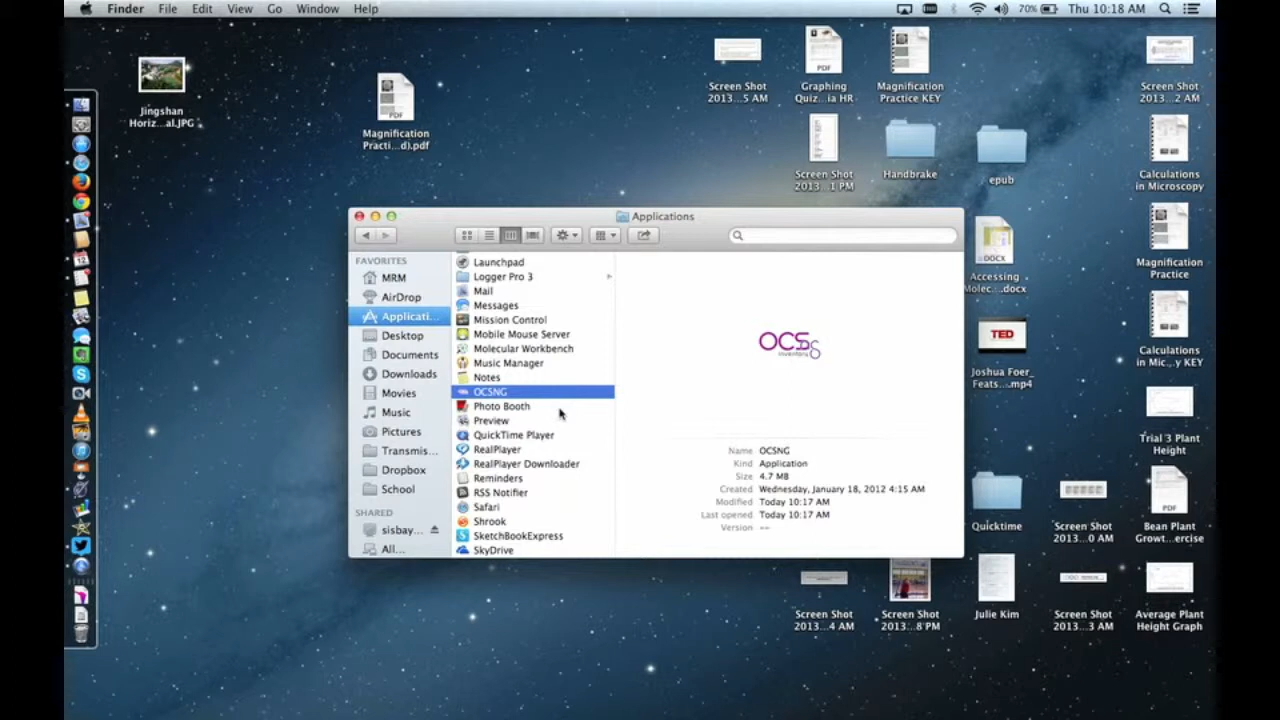 Finder File Edit View Go Window Help
70% Thu 10:18 AM
Jingshan
Horiz...al.JPG
PDF
Magnification
Practi...d).pdf
Screen Shot
2013...5 AM
PDF
Graphing
Quiz...ia HR
Magnification
Practice KEY
Screen Shot
2013...2 AM
Screen Shot
2013...1 PM
Handbrake
epub
Calculations
in Microscopy
DOCX
Accessing
Molec....docx
Magnification
Practice
TED
Joshua Foer_
Feats...mp4
Calculations
in Mic...y KEY
Trial 3 Plant
Height
Quicktime
Screen Shot
2013...0 AM
PDF
Bean Plant
Growt...ercise
Screen Shot
2013...4 AM
Screen Shot
2013...8 PM
Julie Kim
Screen Shot
2013...3 AM
Average Plant
Height Graph
Applications
FAVORITES
MRM
AirDrop
Applicati...
Desktop
Documents
Downloads
Movies
Music
Pictures
Transmis...
Dropbox
School
SHARED
sisbay...
All...
Launchpad
Logger Pro 3
Mail
Messages
Mission Control
Mobile Mouse Server
Molecular Workbench
Music Manager
Notes
OCSNG
Photo Booth
Preview
QuickTime Player
RealPlayer
RealPlayer Downloader
Reminders
RSS Notifier
Safari
Shrook
SketchBookExpress
SkyDrive
OCS
inventory
Name OCSNG
Kind Application
Size 4.7 MB
Created Wednesday, January 18, 2012 4:15 AM
Modified Today 10:17 AM
Last opened Today 10:17 AM
Version --